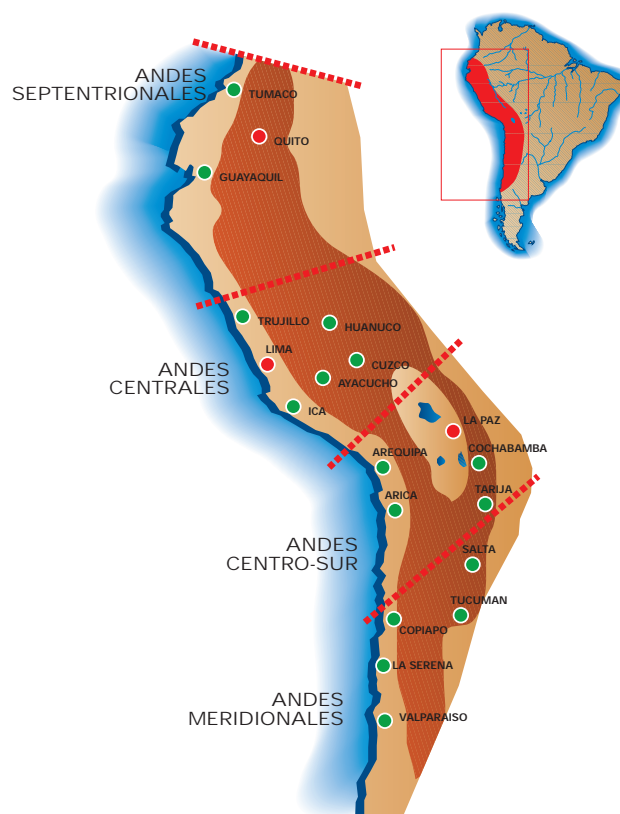 ANDES
SEPTENTRIONALES
TUMACO
QUITO
GUAYAQUIL
TRUJILLO
HUANUCO
LIMA
CUZCO
ANDES
CENTRALES
AYACUCHO
ICA
LA PAZ
AREQUIPA
COCHABAMBA
ARICA
TARIJA
ANDES
CENTRO-SUR
SALTA
TUCUMAN
COPIAPO
LA SERENA
ANDES
MERIDIONALES
VALPARAISO